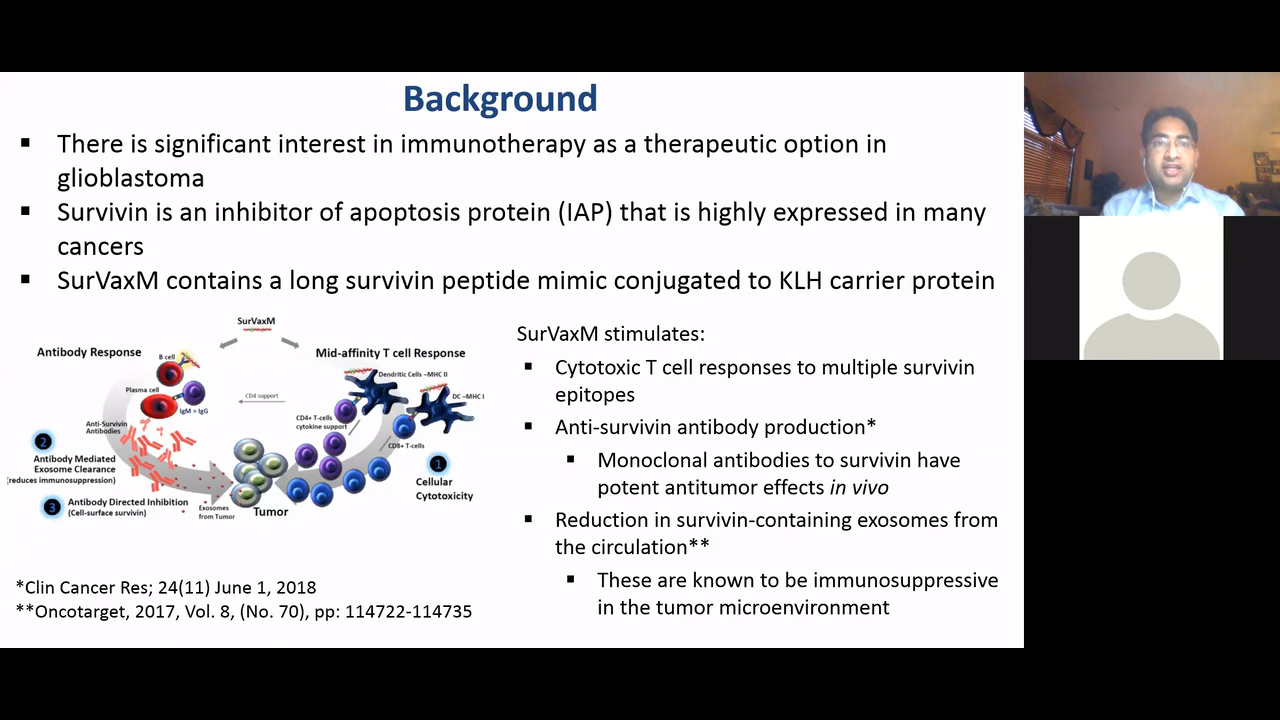 Background
▪ There is significant interest in immunotherapy as a therapeutic option in
glioblastoma
▪ Survivin is an inhibitor of apoptosis protein (IAP) that is highly expressed in many
cancers
▪ SurVaxM contains a long survivin peptide mimic conjugated to KLH carrier protein
SurVaxM
Antibody Response
Mid-affinity T cell Response
B cell
Dendritic Cells –MHC II
Plasma cell
IgM > IgG
CD4 support
DC –MHC I
CD4+ T-cells
cytokine support
Anti-Survivin
Antibodies
CD8+ T-cells
2
Antibody Mediated
Exosome Clearance
(reduces immunosuppression)
1
Cellular
Cytotoxicity
3
Antibody Directed Inhibition
(Cell-surface survivin)
Exosomes
from Tumor
Tumor
SurVaxM stimulates:
▪ Cytotoxic T cell responses to multiple survivin
epitopes
▪ Anti-survivin antibody production*
▪ Monoclonal antibodies to survivin have
potent antitumor effects in vivo
▪ Reduction in survivin-containing exosomes from
the circulation**
▪ These are known to be immunosuppressive
in the tumor microenvironment
*Clin Cancer Res; 24(11) June 1, 2018
**Oncotarget, 2017, Vol. 8, (No. 70), pp: 114722-114735